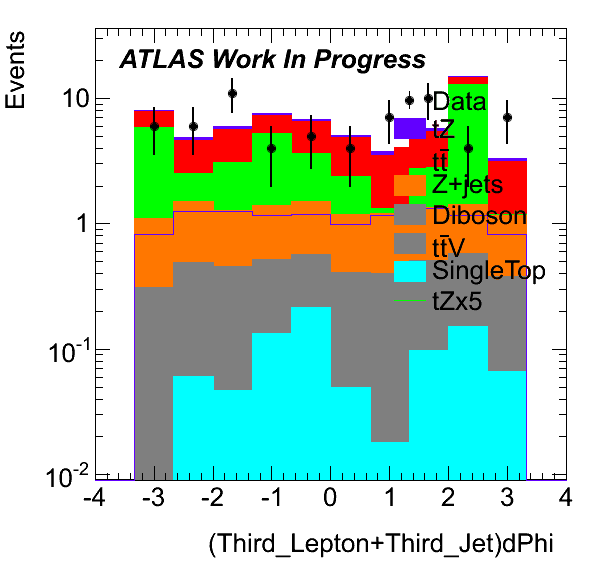 Events
ATLAS Work In Progress
Data
tZ
tt̄
Z+jets
Diboson
tt̄V
SingleTop
tZx5
10
1
10⁻¹
10⁻²
-4 -3 -2 -1 0 1 2 3 4
(Third_Lepton+Third_Jet)dPhi